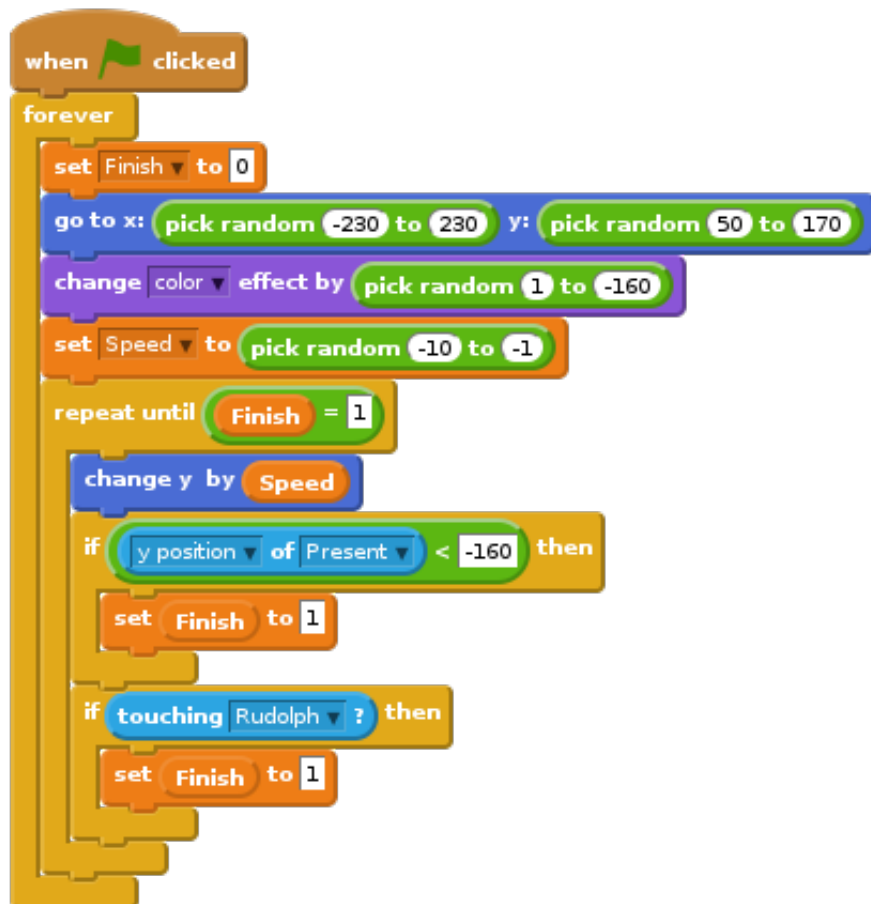 when clicked
forever
set Finish to 0
go to x: pick random -230 to 230 y: pick random 50 to 170
change color effect by pick random 1 to -160
set Speed to pick random -10 to -1
repeat until Finish = 1
change y by Speed
if y position of Present < -160 then
set Finish to 1
if touching Rudolph ? then
set Finish to 1